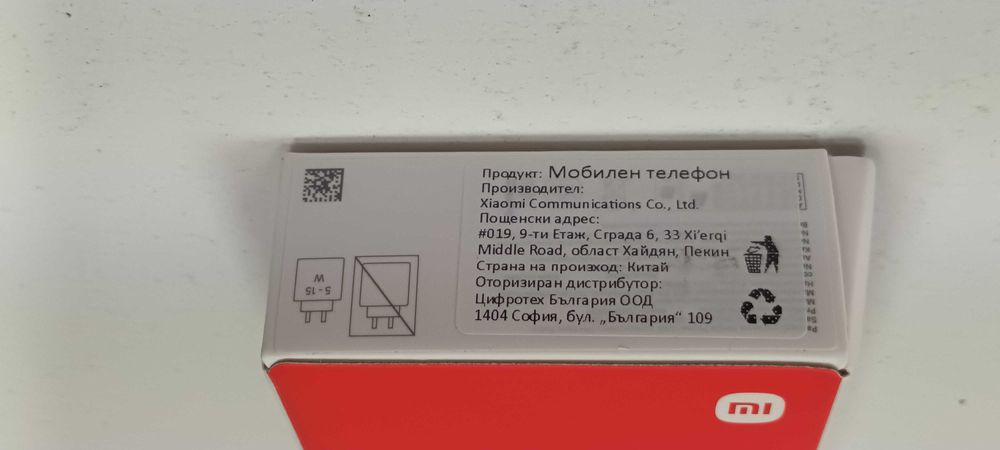 Продукт: Мобилен телефон
Производител:
Xiaomi Communications Co., Ltd.
Пощенски адрес:
#019, 9-ти Етаж, Сграда 6, 33 Xi'erqi
Middle Road, област Хайдян, Пекин
Страна на произход: Китай
Оторизиран дистрибутор:
Цифротех България ООД
1404 София, бул. „България“ 109
5-15
W
mi